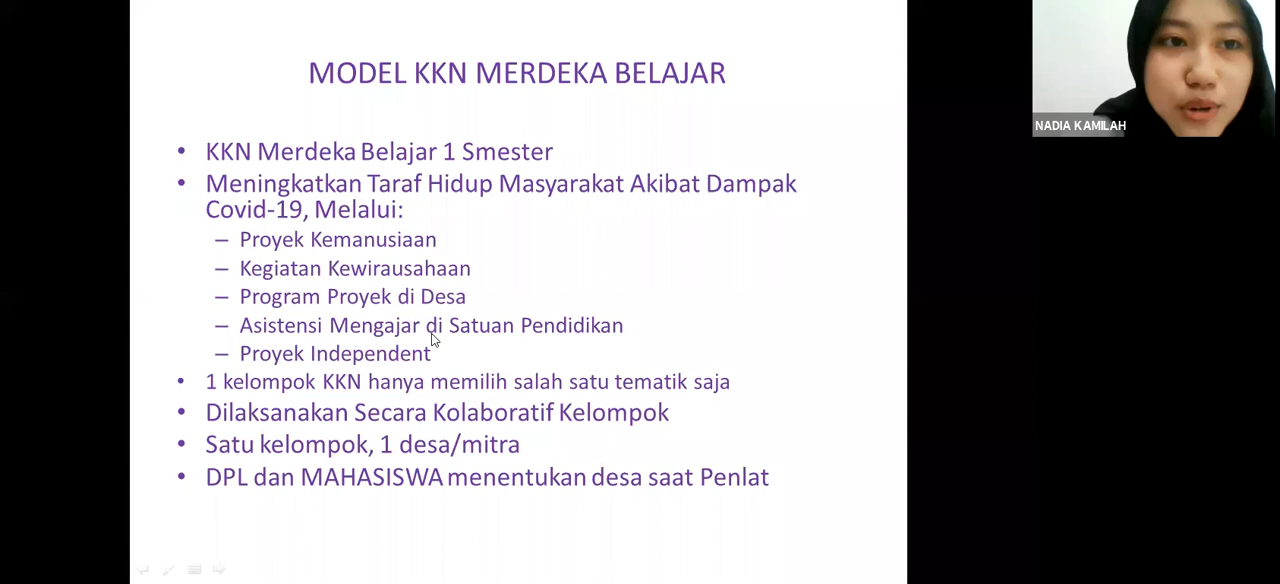 MODEL KKN MERDEKA BELAJAR
• KKN Merdeka Belajar 1 Smester
• Meningkatkan Taraf Hidup Masyarakat Akibat Dampak
Covid-19, Melalui:
– Proyek Kemanusiaan
– Kegiatan Kewirausahaan
– Program Proyek di Desa
– Asistensi Mengajar di Satuan Pendidikan
– Proyek Independent
• 1 kelompok KKN hanya memilih salah satu tematik saja
• Dilaksanakan Secara Kolaboratif Kelompok
• Satu kelompok, 1 desa/mitra
• DPL dan MAHASISWA menentukan desa saat Penlat
NADIA KAMILAH